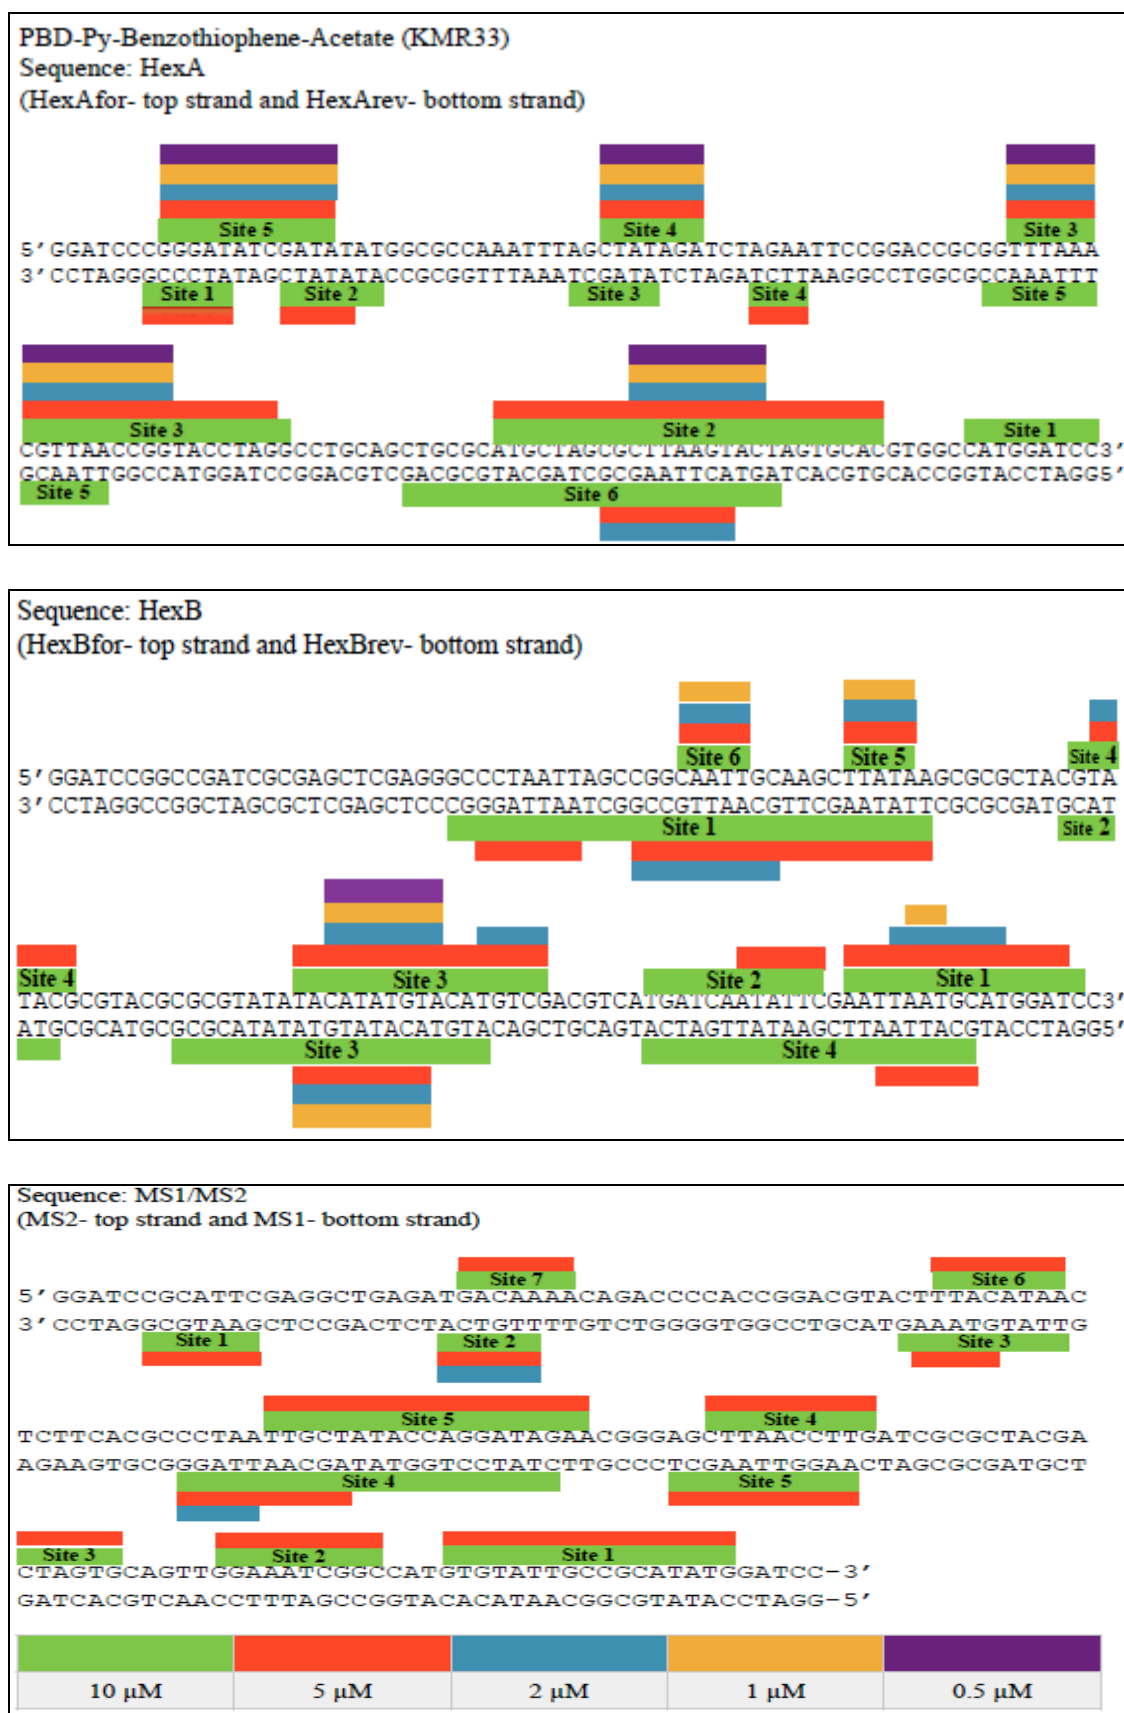 PBD-Py-Benzothiophene-Acetate (KMR33)
Sequence: HexA
(HexAfor- top strand and HexArev- bottom strand)
Site 5 Site 4 Site 3
5′GGATCCCGGGATATCGATATATGGCGCCAAATTTAGCTATAGATCTAGAATTCCGGACCGCGGTTTAAA
3′CCTAGGGCCCTATAGCTATATACCGCGGTTTAAATCGATATCTAGATCTTAAGGCCTGGCGCCAAATTT
Site 1 Site 2 Site 3 Site 4 Site 5
Site 3 Site 2 Site 1
CGTTAACCGGTACCTAGGCCTGCAGCTGCGCATGCTAGCGCTTAAGTACTAGTGCACGTGGCCATGGATCC3′
GCAATTGGCCATGGATCCGGACGTCGACGCGTACGATCGCGAATTCATGATCACGTGCACCGGTACCTAGG5′
Site 5 Site 6
Sequence: HexB
(HexBfor- top strand and HexBrev- bottom strand)
Site 6 Site 5 Site 4
5′GGATCCGGCCGATCGCGAGCTCGAGGGCCCTAATTAGCCGGCAATTGCAAGCTTATAAGCGCGCTACGTA
3′CCTAGGCCGGCTAGCGCTCGAGCTCCCGGGATTAATCGGCCGTTAACGTTCGAATATTCGCGCGATGCAT
Site 1 Site 2
Site 4 Site 3 Site 2 Site 1
TACGCGTACGCGCGTATATACATATGTACATGTCGACGTCATGATCAATATTCGAATTAATGCATGGATCC3′
ATGCGCATGCGCGCATATATGTATACATGTACAGCTGCAGTACTAGTTATAAGCTTAATTACGTACCTAGG5′
Site 3 Site 4
Sequence: MS1/MS2
(MS2- top strand and MS1- bottom strand)
Site 7 Site 6
5′GGATCCGCATTCGAGGCTGAGATGACAAAACAGACCCCACCGGACGTACTTTACATAAC
3′CCTAGGCGTAAGCTCCGACTCTACTGTTTTGTCTGGGGTGGCCTGCATGAAATGTATTG
Site 1 Site 2 Site 3
Site 5 Site 4
TCTTCACGCCCTAATTGCTATACCAGGATAGAACGGGAGCTTAACCTTGATCGCGCTACGA
AGAAGTGCGGGATTAACGATATGGTCCTATCTTGCCCTCGAATTGGAACTAGCGCGATGCT
Site 4 Site 5
Site 3 Site 2 Site 1
CTAGTGCAGTTGGAAATCGGCCATGTGTATTGCCGCATATGGATCC-3′
GATCACGTCAACCTTTAGCCGGTACACATAACGGCGTATACCTAGG-5′
10 μM 5 μM 2 μM 1 μM 0.5 μM